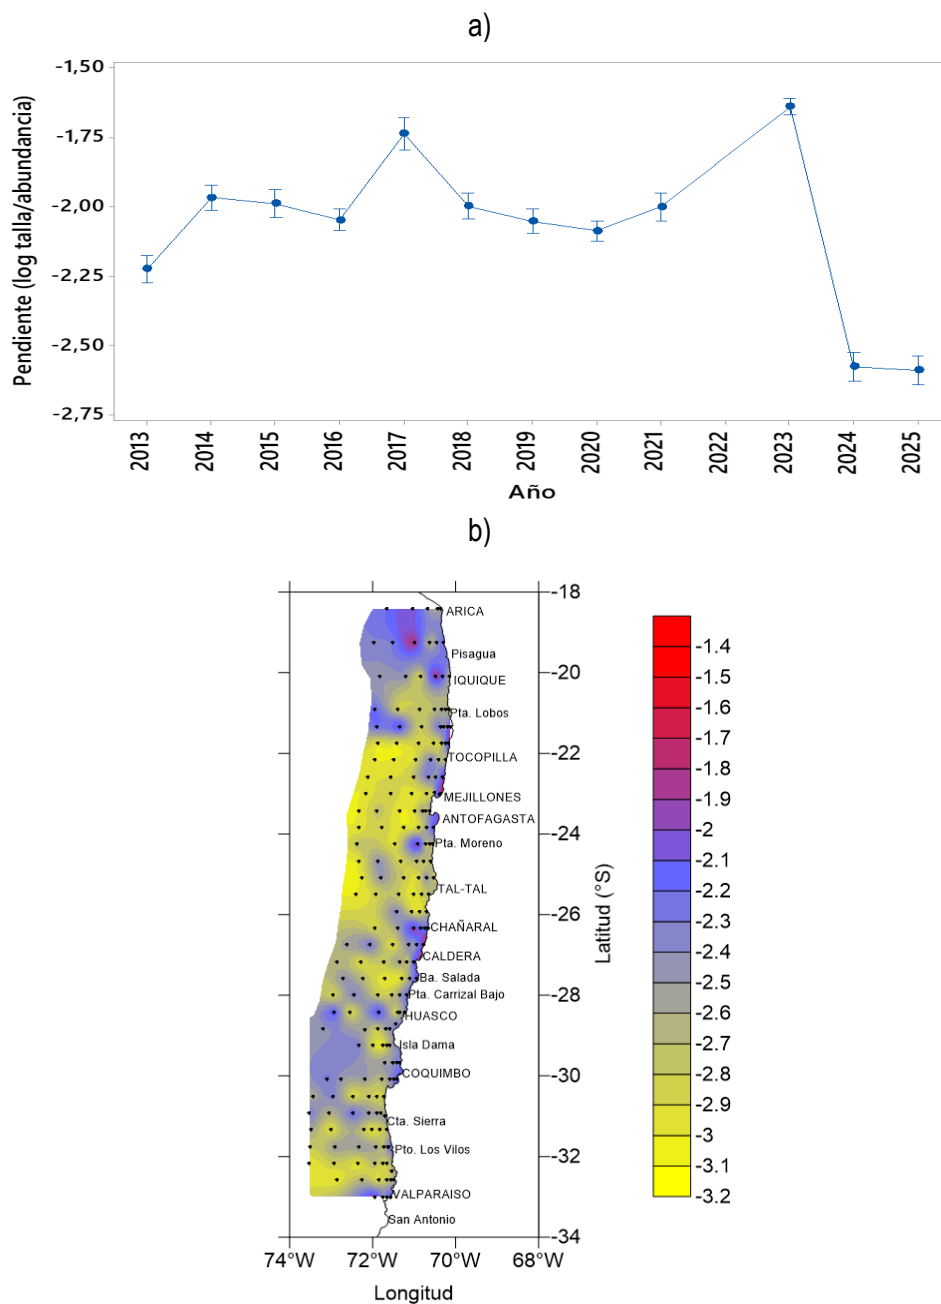 a)
-1,50
-1,75
-2,00
-2,25
-2,50
-2,75
Pendiente (log talla/abundancia)
2013
2014
2015
2016
2017
2018
2019
2020
2021
2022
2023
2024
2025
Año
b)
-18
-20
-22
-24
-26
-28
-30
-32
-34
Latitud (°S)
ARICA
Pisagua
IQUIQUE
Pta. Lobos
TOCOPILLA
MEJILLONES
ANTOFAGASTA
Pta. Moreno
TAL-TAL
CHAÑARAL
CALDERA
Ba. Salada
Pta. Carrizal Bajo
HUASCO
Isla Dama
COQUIMBO
Cta. Sierra
Pto. Los Vilos
VALPARAISO
San Antonio
74°W 72°W 70°W 68°W
Longitud
-1.4
-1.5
-1.6
-1.7
-1.8
-1.9
-2
-2.1
-2.2
-2.3
-2.4
-2.5
-2.6
-2.7
-2.8
-2.9
-3
-3.1
-3.2